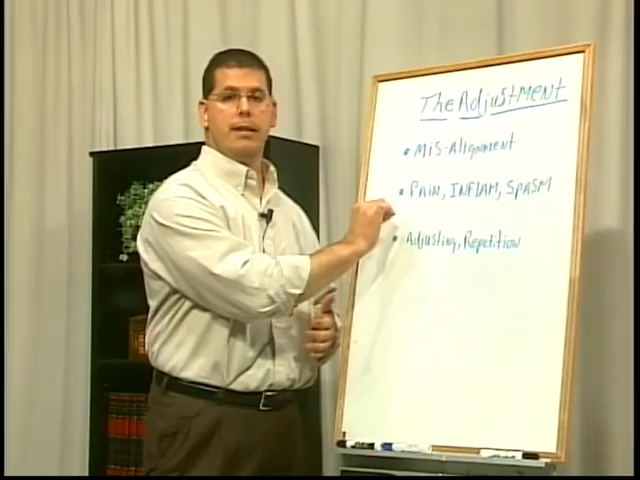 The Adjustment
• Mis-Alignment
• Pain, Inflam, Spasm
• Adjusting, Repetition